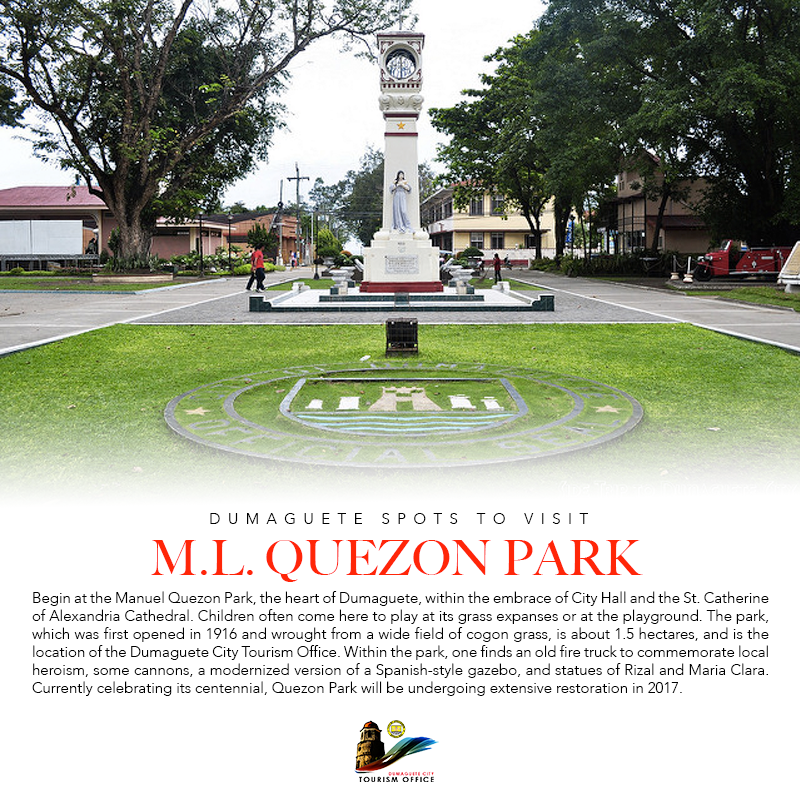 OFFICIAL SEAL
DUMAGUETE SPOTS TO VISIT
M.L. QUEZON PARK
Begin at the Manuel Quezon Park, the heart of Dumaguete, within the embrace of City Hall and the St. Catherine
of Alexandria Cathedral. Children often come here to play at its grass expanses or at the playground. The park,
which was first opened in 1916 and wrought from a wide field of cogon grass, is about 1.5 hectares, and is the
location of the Dumaguete City Tourism Office. Within the park, one finds an old fire truck to commemorate local
heroism, some cannons, a modernized version of a Spanish-style gazebo, and statues of Rizal and Maria Clara.
Currently celebrating its centennial, Quezon Park will be undergoing extensive restoration in 2017.
DUMAGUETE CITY
TOURISM OFFICE